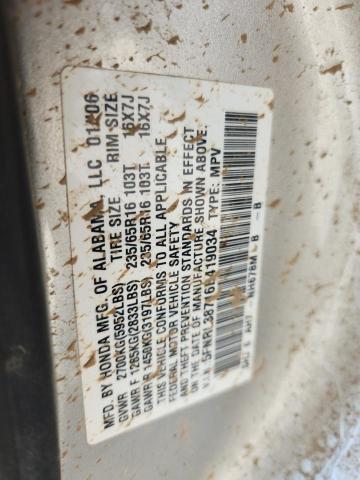 MFD. BY HONDA MFG. OF ALABAMA, LLC 01/06
TIRE SIZE RIM SIZE
GVWR 2700KG(5952LBS)
GAWR F 1265KG(2833LBS) 235/65R16 103T 16X7J
GAWR R 1450KG(3197LBS) 235/65R16 103T 16X7J
THIS VEHICLE CONFORMS TO ALL APPLICABLE
FEDERAL MOTOR VEHICLE SAFETY
AND THEFT PREVENTION STANDARDS IN EFFECT
ON THE DATE OF MANUFACTURE SHOWN ABOVE.
V.I.N. TYPE: MPV
NH678M B - B